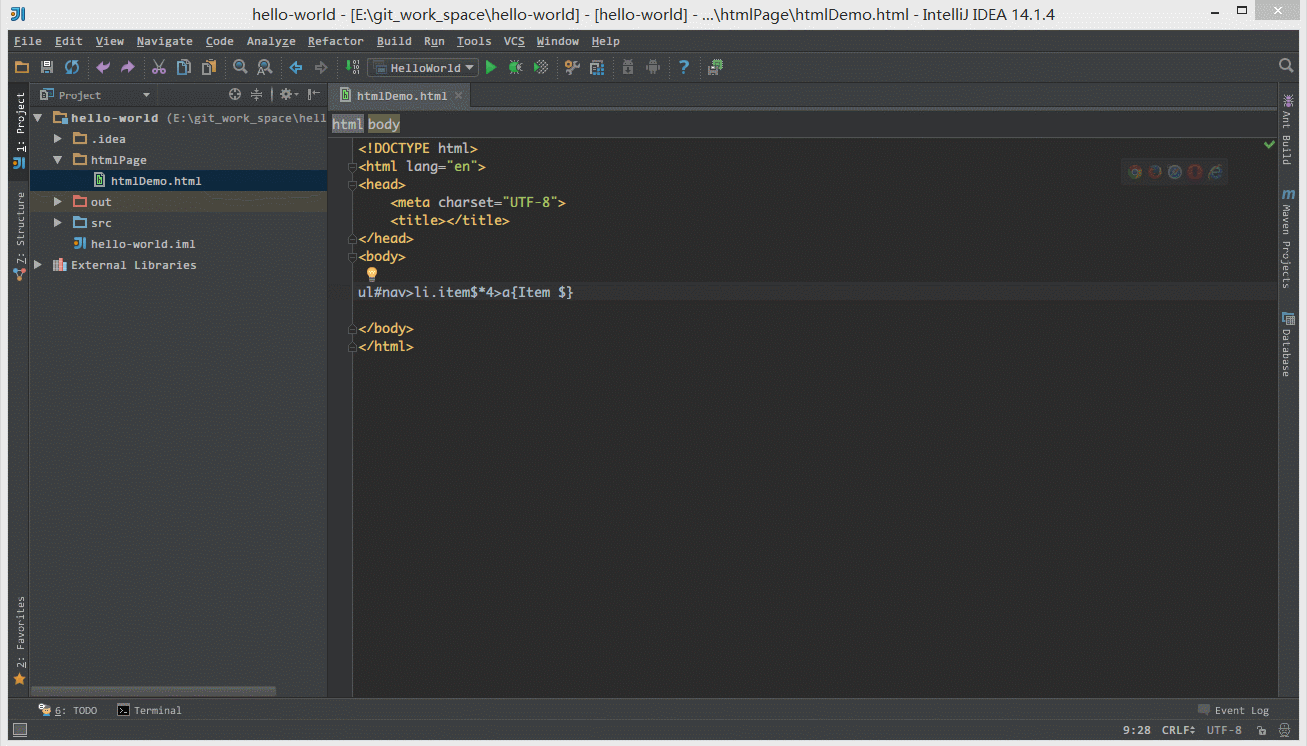 hello-world - [E:\git_work_space\hello-world] - [hello-world] - ...\htmlPage\htmlDemo.html - IntelliJ IDEA 14.1.4
File Edit View Navigate Code Analyze Refactor Build Run Tools VCS Window Help
HelloWorld
1: Project
7: Structure
2: Favorites
Project
hello-world (E:\git_work_space\hell
.idea
htmlPage
htmlDemo.html
out
src
hello-world.iml
External Libraries
htmlDemo.html
html body
<!DOCTYPE html>
<html lang="en">
<head>
    <meta charset="UTF-8">
    <title></title>
</head>
<body>
ul#nav>li.item$*4>a{Item $}
</body>
</html>
Ant Build
Maven Projects
Database
6: TODO Terminal Event Log
9:28 CRLF UTF-8